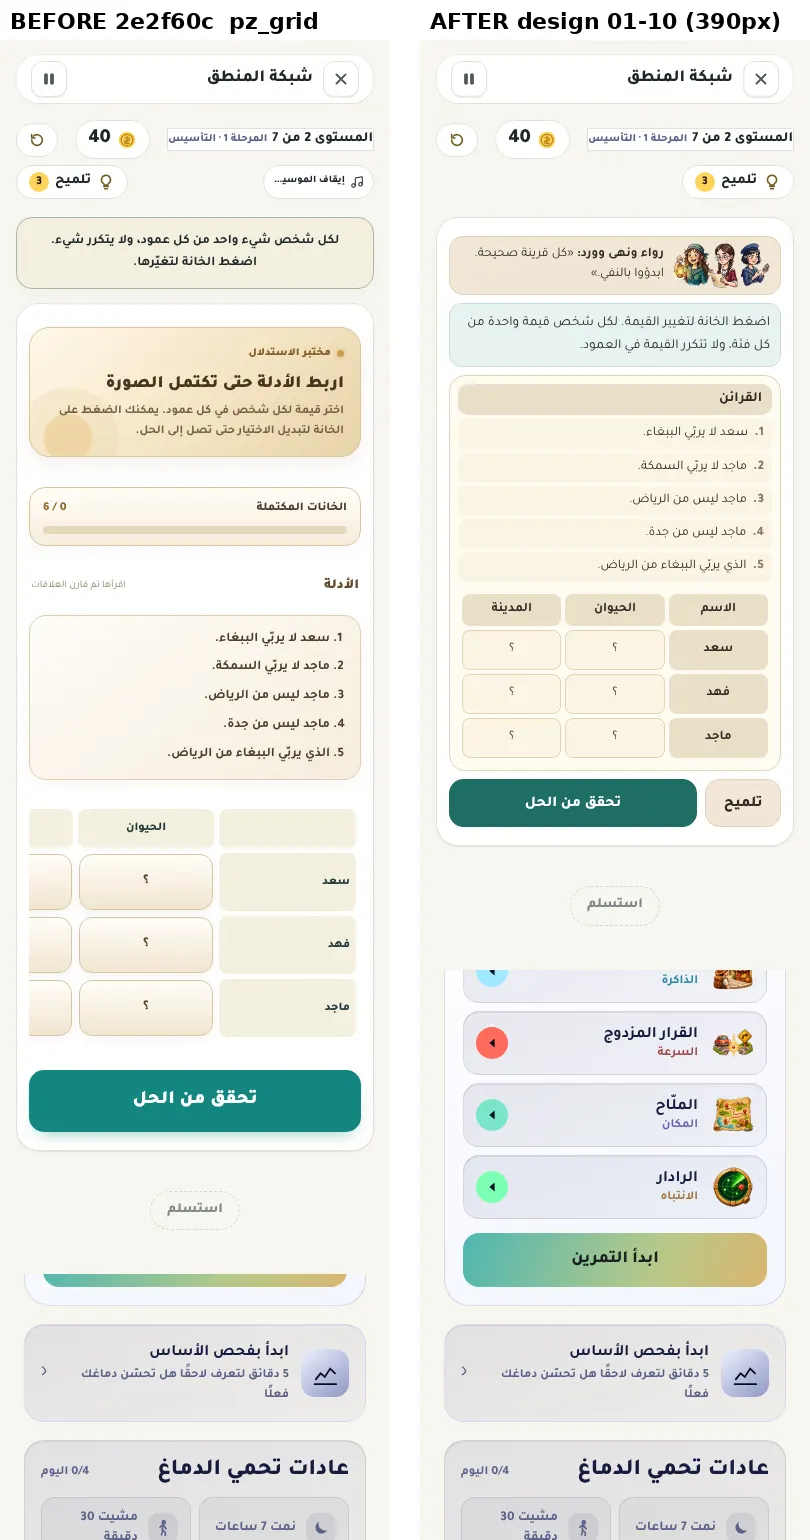 BEFORE 2e2f60c pz_grid
شبكة المنطق
المستوى 2 من 7 المرحلة 1 · التأسيس
40
إيقاف الموسي...
تلميح 3
لكل شخص شيء واحد من كل عمود، ولا يتكرر شيء.
اضغط الخانة لتغيّرها.
مختبر الاستدلال
اربط الأدلة حتى تكتمل الصورة
اختر قيمة لكل شخص في كل عمود. يمكنك الضغط على
الخانة لتبديل الاختيار حتى تصل إلى الحل.
الخانات المكتملة 6 / 0
الأدلة
اقرأها ثم قارن العلاقات
1. سعد لا يربّي الببغاء.
2. ماجد لا يربّي السمكة.
3. ماجد ليس من الرياض.
4. ماجد ليس من جدة.
5. الذي يربّي الببغاء من الرياض.
الحيوان
سعد ؟
فهد ؟
ماجد ؟
تحقق من الحل
استسلم
ابدأ بفحص الأساس
5 دقائق لتعرف لاحقًا هل تحسّن دماغك
فعلًا
عادات تحمي الدماغ
0/4 اليوم
نمت 7 ساعات
مشيت 30
دقيقة
AFTER design 01-10 (390px)
شبكة المنطق
المستوى 2 من 7 المرحلة 1 · التأسيس
40
تلميح 3
رواء ونهى وورد: «كل قرينة صحيحة.
ابدؤوا بالنفي.»
اضغط الخانة لتغيير القيمة. لكل شخص قيمة واحدة من
كل فئة، ولا تتكرر القيمة في العمود.
القرائن
1. سعد لا يربّي الببغاء.
2. ماجد لا يربّي السمكة.
3. ماجد ليس من الرياض.
4. ماجد ليس من جدة.
5. الذي يربّي الببغاء من الرياض.
الاسم الحيوان المدينة
سعد ؟ ؟
فهد ؟ ؟
ماجد ؟ ؟
تلميح
تحقق من الحل
استسلم
الذاكرة
القرار المزدوج
السرعة
الملّاح
المكان
الرادار
الانتباه
ابدأ التمرين
ابدأ بفحص الأساس
5 دقائق لتعرف لاحقًا هل تحسّن دماغك
فعلًا
عادات تحمي الدماغ
0/4 اليوم
نمت 7 ساعات
مشيت 30
دقيقة